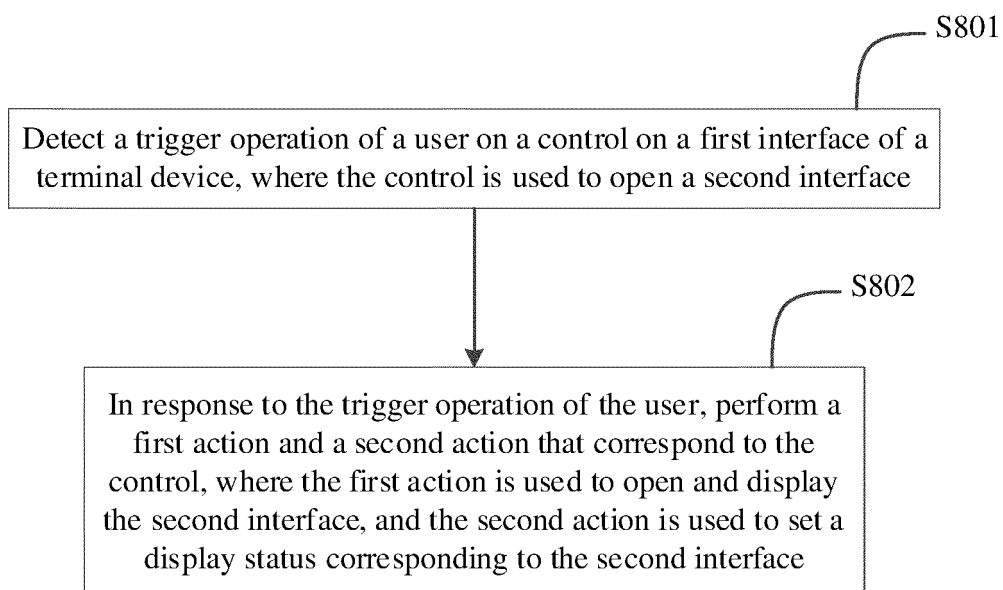 S801
Detect a trigger operation of a user on a control on a first interface of a
terminal device, where the control is used to open a second interface
S802
In response to the trigger operation of the user, perform a
first action and a second action that correspond to the
control, where the first action is used to open and display
the second interface, and the second action is used to set a
display status corresponding to the second interface